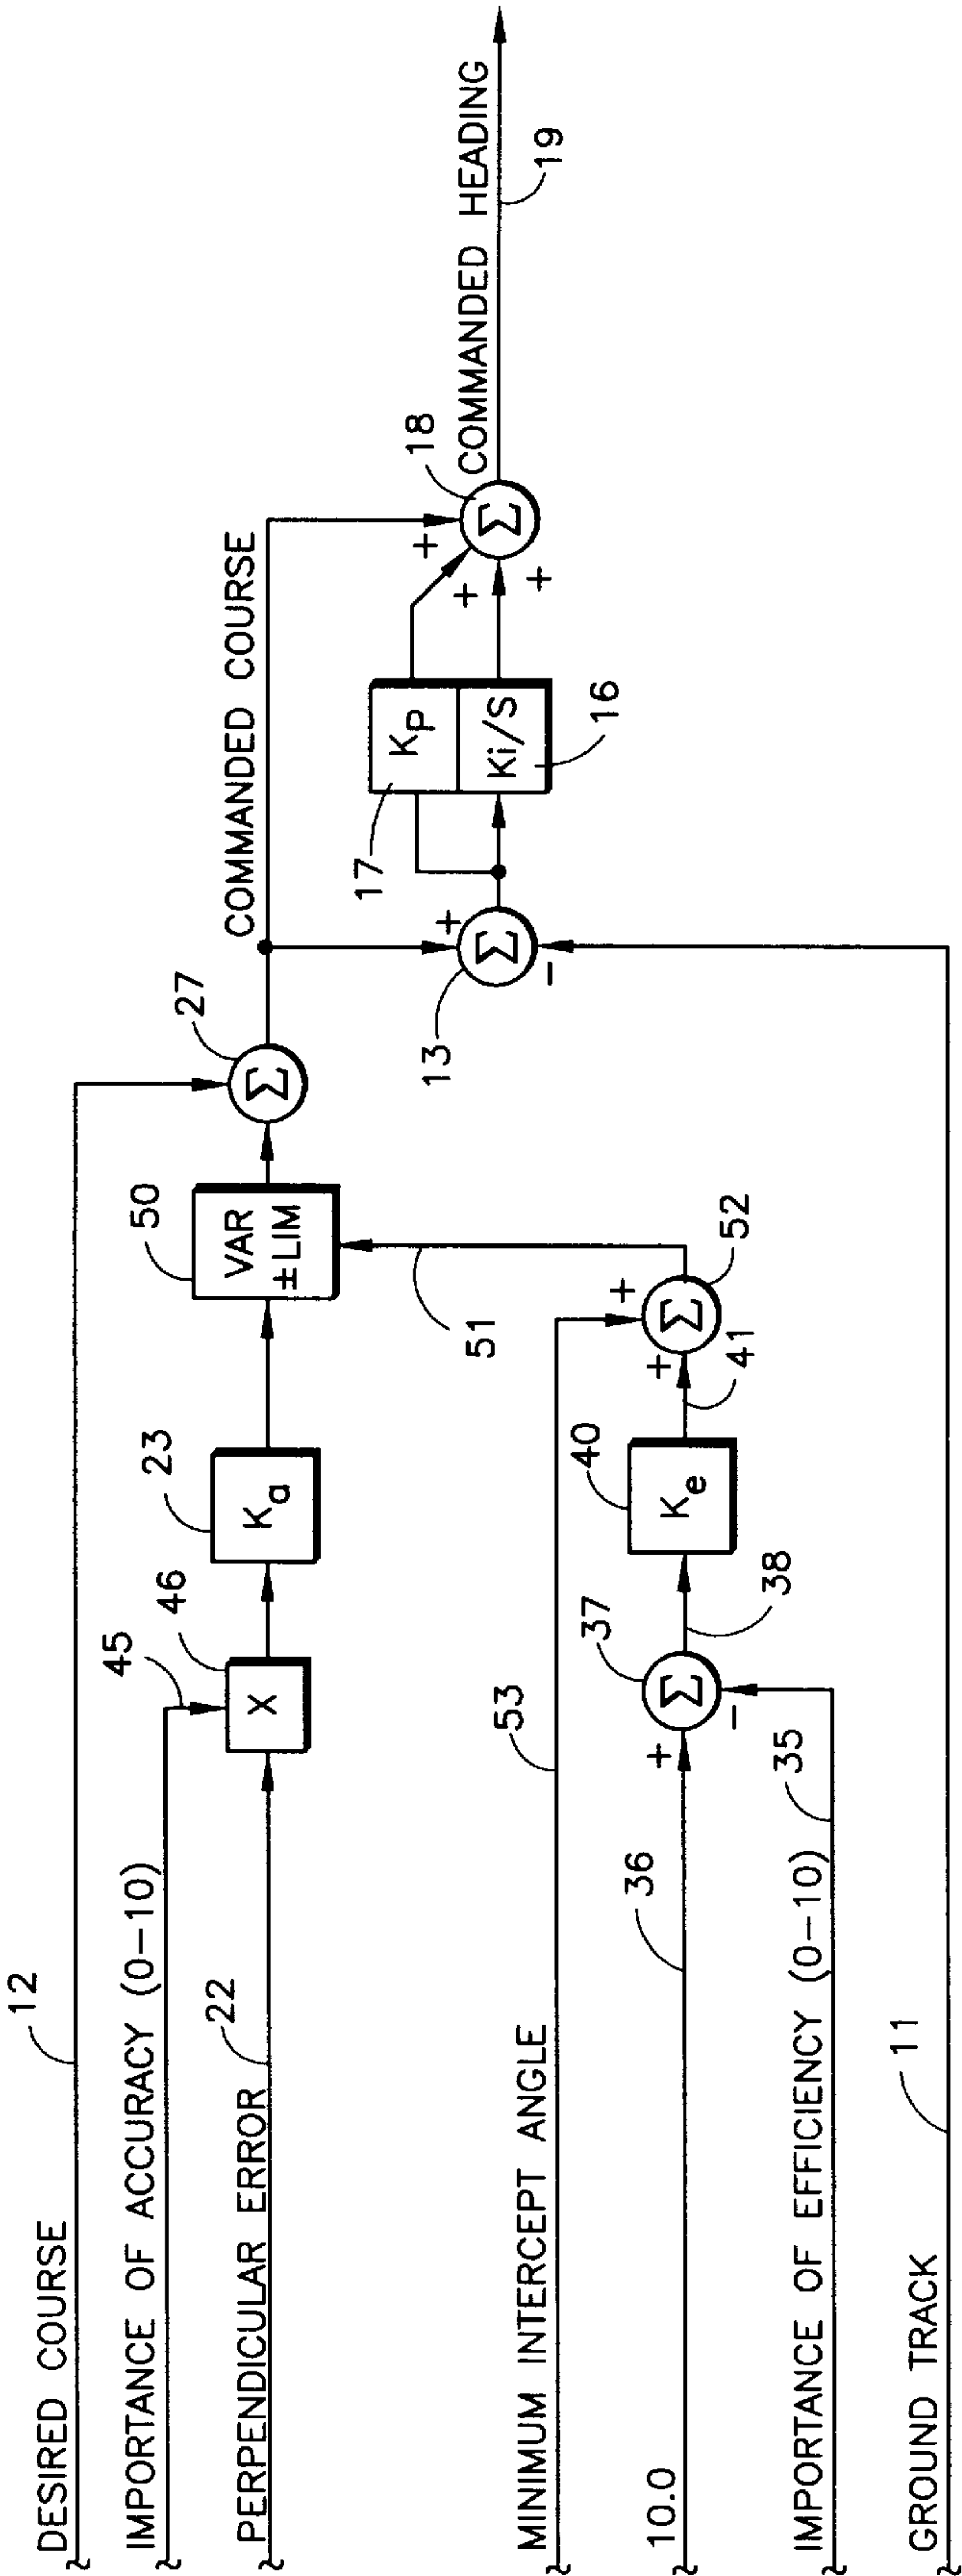 DESIRED COURSE
12
IMPORTANCE OF ACCURACY (0-10)
45
46
PERPENDICULAR ERROR
22
X
23
Ka
50
VAR
±LIM
27
Σ
COMMANDED COURSE
MINIMUM INTERCEPT ANGLE
53
10.0
36
+
-
37
Σ
38
40
Ke
41
+
+
Σ
52
51
IMPORTANCE OF EFFICIENCY (0-10)
35
GROUND TRACK
11
13
+
-
Σ
17
KP
Ki/S
16
+
+
+
Σ
18
COMMANDED HEADING
19